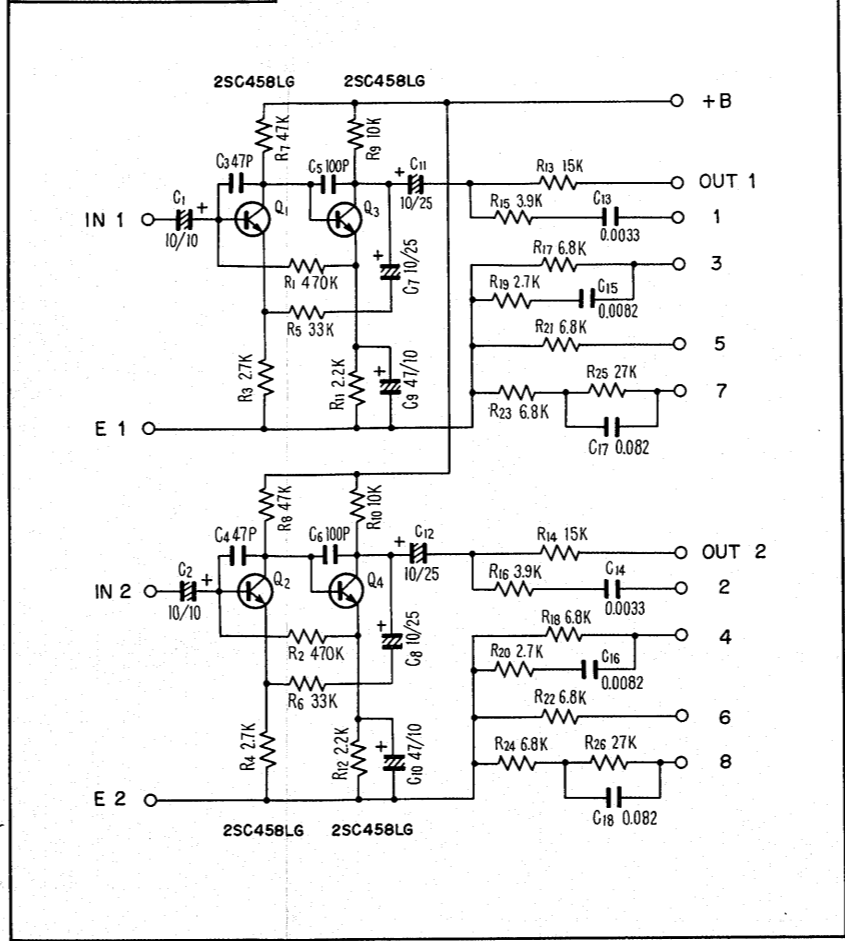 2SC458LG 2SC458LG
+B
R7 47K
R9 10K
C3 47P
C5 100P
C11
+
10/25
R13 15K
OUT 1
C1
+
10/10
IN 1
Q1
Q3
R15 3.9K
C13
0.0033
1
R17 6.8K
3
+
C7 10/25
R1 470K
R19 2.7K
C15
0.0082
R5 33K
R21 6.8K
5
R3 2.7K
R11 2.2K
+
C9 47/10
R25 27K
7
R23 6.8K
C17 0.082
E 1
R8 47K
R10 10K
C4 47P
C6 100P
C12
+
10/25
R14 15K
OUT 2
C2
+
10/10
IN 2
Q2
Q4
R16 3.9K
C14
0.0033
2
R18 6.8K
4
+
C8 10/25
R2 470K
R20 2.7K
C16
0.0082
R6 33K
R22 6.8K
6
R4 2.7K
R12 2.2K
+
C10 47/10
R24 6.8K
R26 27K
8
C18 0.082
E 2
2SC458LG 2SC458LG